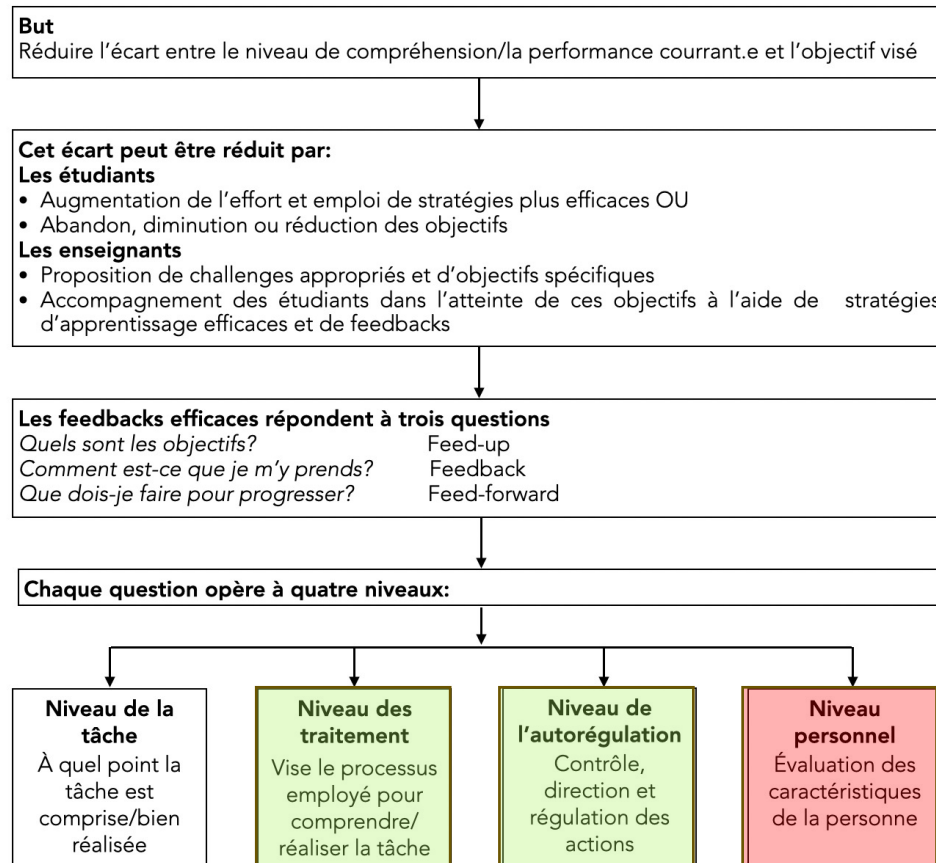 But
Réduire l'écart entre le niveau de compréhension/la performance courrant.e et l'objectif visé
Cet écart peut être réduit par:
Les étudiants
• Augmentation de l'effort et emploi de stratégies plus efficaces OU
• Abandon, diminution ou réduction des objectifs
Les enseignants
• Proposition de challenges appropriés et d'objectifs spécifiques
• Accompagnement des étudiants dans l'atteinte de ces objectifs à l'aide de stratégies
d'apprentissage efficaces et de feedbacks
Les feedbacks efficaces répondent à trois questions
Quels sont les objectifs? Feed-up
Comment est-ce que je m'y prends? Feedback
Que dois-je faire pour progresser? Feed-forward
Chaque question opère à quatre niveaux:
Niveau de la
tâche
À quel point la
tâche est
comprise/bien
réalisée
Niveau des
traitement
Vise le processus
employé pour
comprendre/
réaliser la tâche
Niveau de
l'autorégulation
Contrôle,
direction et
régulation des
actions
Niveau
personnel
Évaluation des
caractéristiques
de la personne